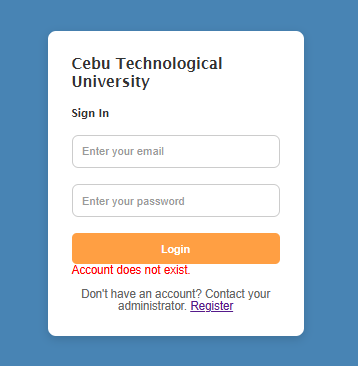 Cebu Technological
University
Sign In
Enter your email
Enter your password
Login
Account does not exist.
Don't have an account? Contact your
administrator. Register